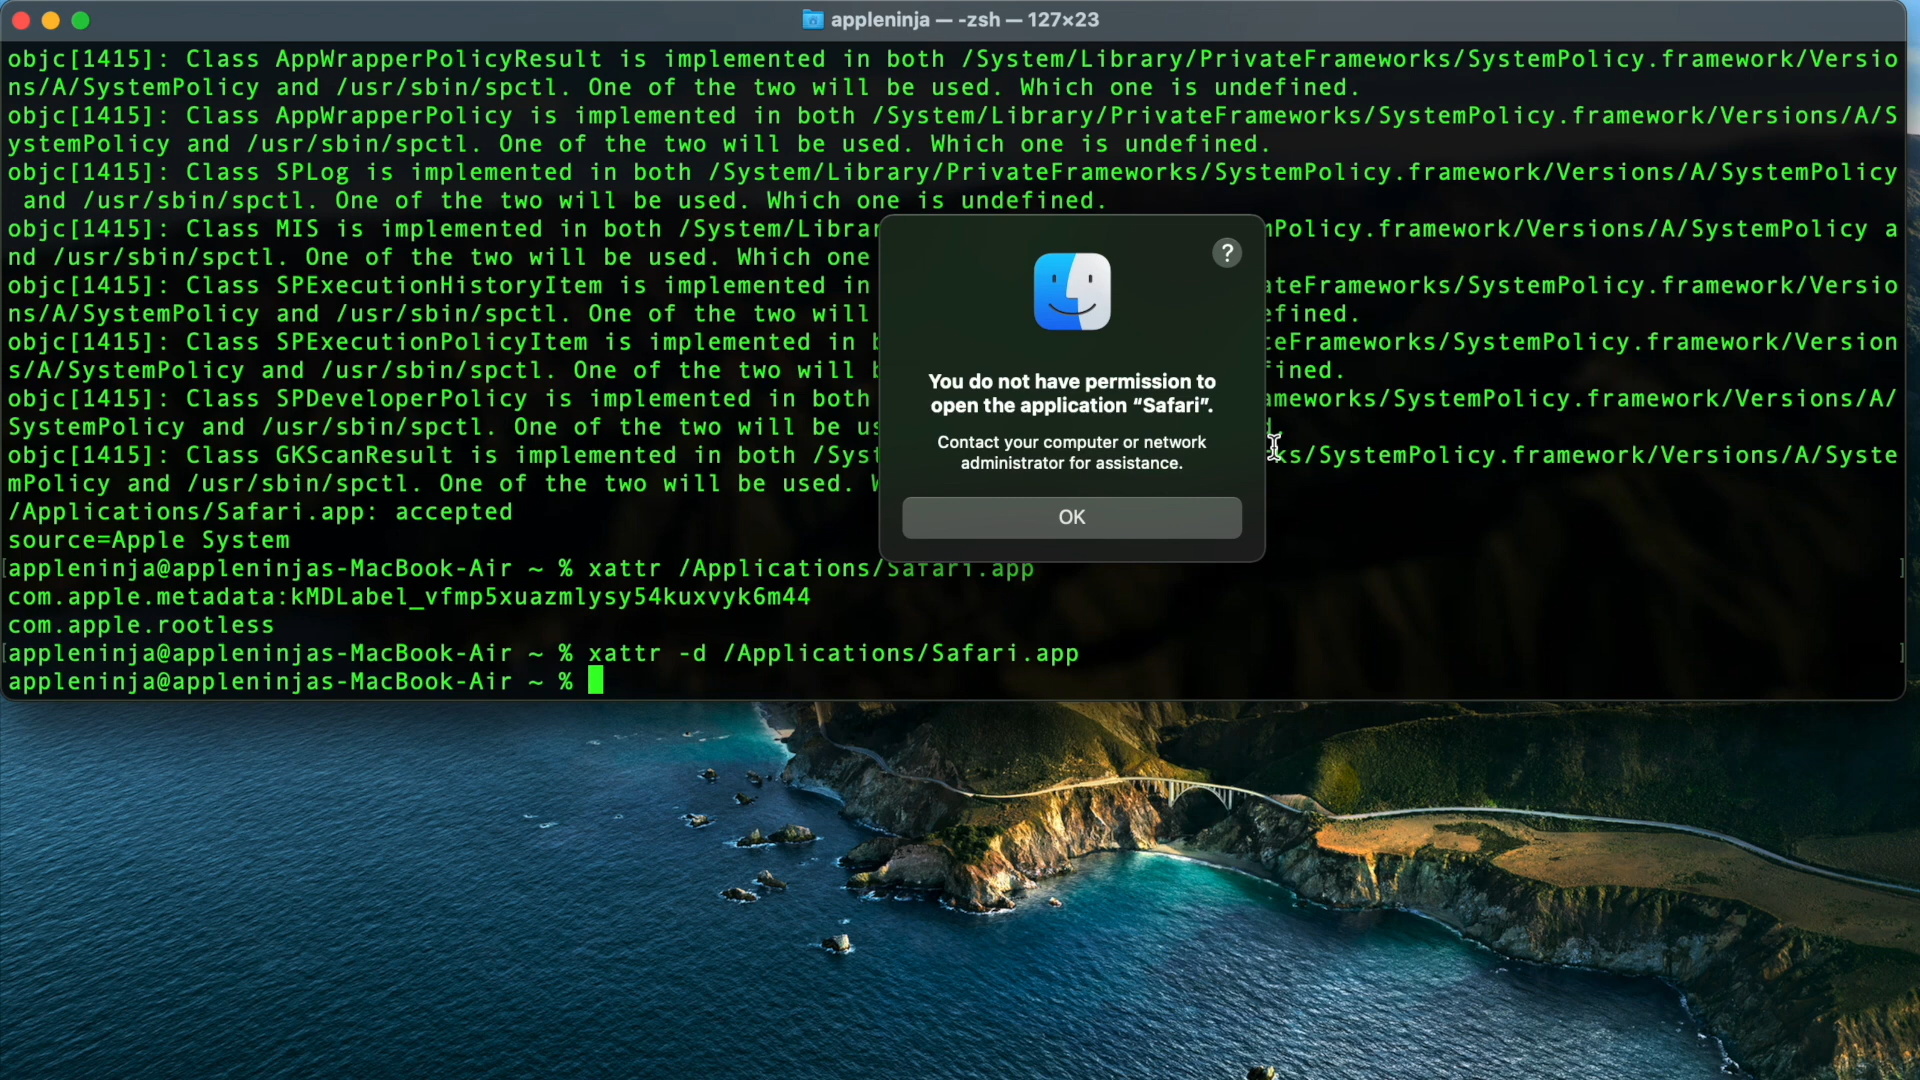 appleninja — -zsh — 127×23
objc[1415]: Class AppWrapperPolicyResult is implemented in both /System/Library/PrivateFrameworks/SystemPolicy.framework/Versio
ns/A/SystemPolicy and /usr/sbin/spctl. One of the two will be used. Which one is undefined.
objc[1415]: Class AppWrapperPolicy is implemented in both /System/Library/PrivateFrameworks/SystemPolicy.framework/Versions/A/S
ystemPolicy and /usr/sbin/spctl. One of the two will be used. Which one is undefined.
objc[1415]: Class SPLog is implemented in both /System/Library/PrivateFrameworks/SystemPolicy.framework/Versions/A/SystemPolicy
and /usr/sbin/spctl. One of the two will be used. Which one is undefined.
objc[1415]: Class MIS is implemented in both /System/Librar mPolicy.framework/Versions/A/SystemPolicy a
nd /usr/sbin/spctl. One of the two will be used. Which one
objc[1415]: Class SPExecutionHistoryItem is implemented in ateFrameworks/SystemPolicy.framework/Versio
ns/A/SystemPolicy and /usr/sbin/spctl. One of the two will efined.
objc[1415]: Class SPExecutionPolicyItem is implemented in b teFrameworks/SystemPolicy.framework/Version
s/A/SystemPolicy and /usr/sbin/spctl. One of the two will b fined.
objc[1415]: Class SPDeveloperPolicy is implemented in both ameworks/SystemPolicy.framework/Versions/A/
SystemPolicy and /usr/sbin/spctl. One of the two will be us d.
objc[1415]: Class GKScanResult is implemented in both /Syst ks/SystemPolicy.framework/Versions/A/Syste
mPolicy and /usr/sbin/spctl. One of the two will be used. W
/Applications/Safari.app: accepted
source=Apple System
[appleninja@appleninjas-MacBook-Air ~ % xattr /Applications/Safari.app ]
com.apple.metadata:kMDLabel_vfmp5xuazmlysy54kuxvyk6m44
com.apple.rootless
[appleninja@appleninjas-MacBook-Air ~ % xattr -d /Applications/Safari.app ]
appleninja@appleninjas-MacBook-Air ~ %
?
You do not have permission to
open the application “Safari”.
Contact your computer or network
administrator for assistance.
OK